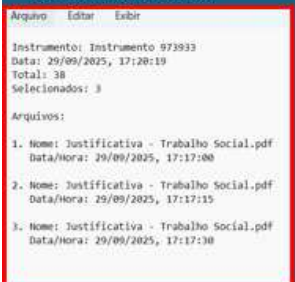 Arquivo Editar Exibir
Instrumento: Instrumento 973933
Data: 29/09/2025, 17:20:19
Total: 38
Selecionados: 3
Arquivos:
1. Nome: Justificativa - Trabalho Social.pdf
Data/Hora: 29/09/2025, 17:17:00
2. Nome: Justificativa - Trabalho Social.pdf
Data/Hora: 29/09/2025, 17:17:15
3. Nome: Justificativa - Trabalho Social.pdf
Data/Hora: 29/09/2025, 17:17:30